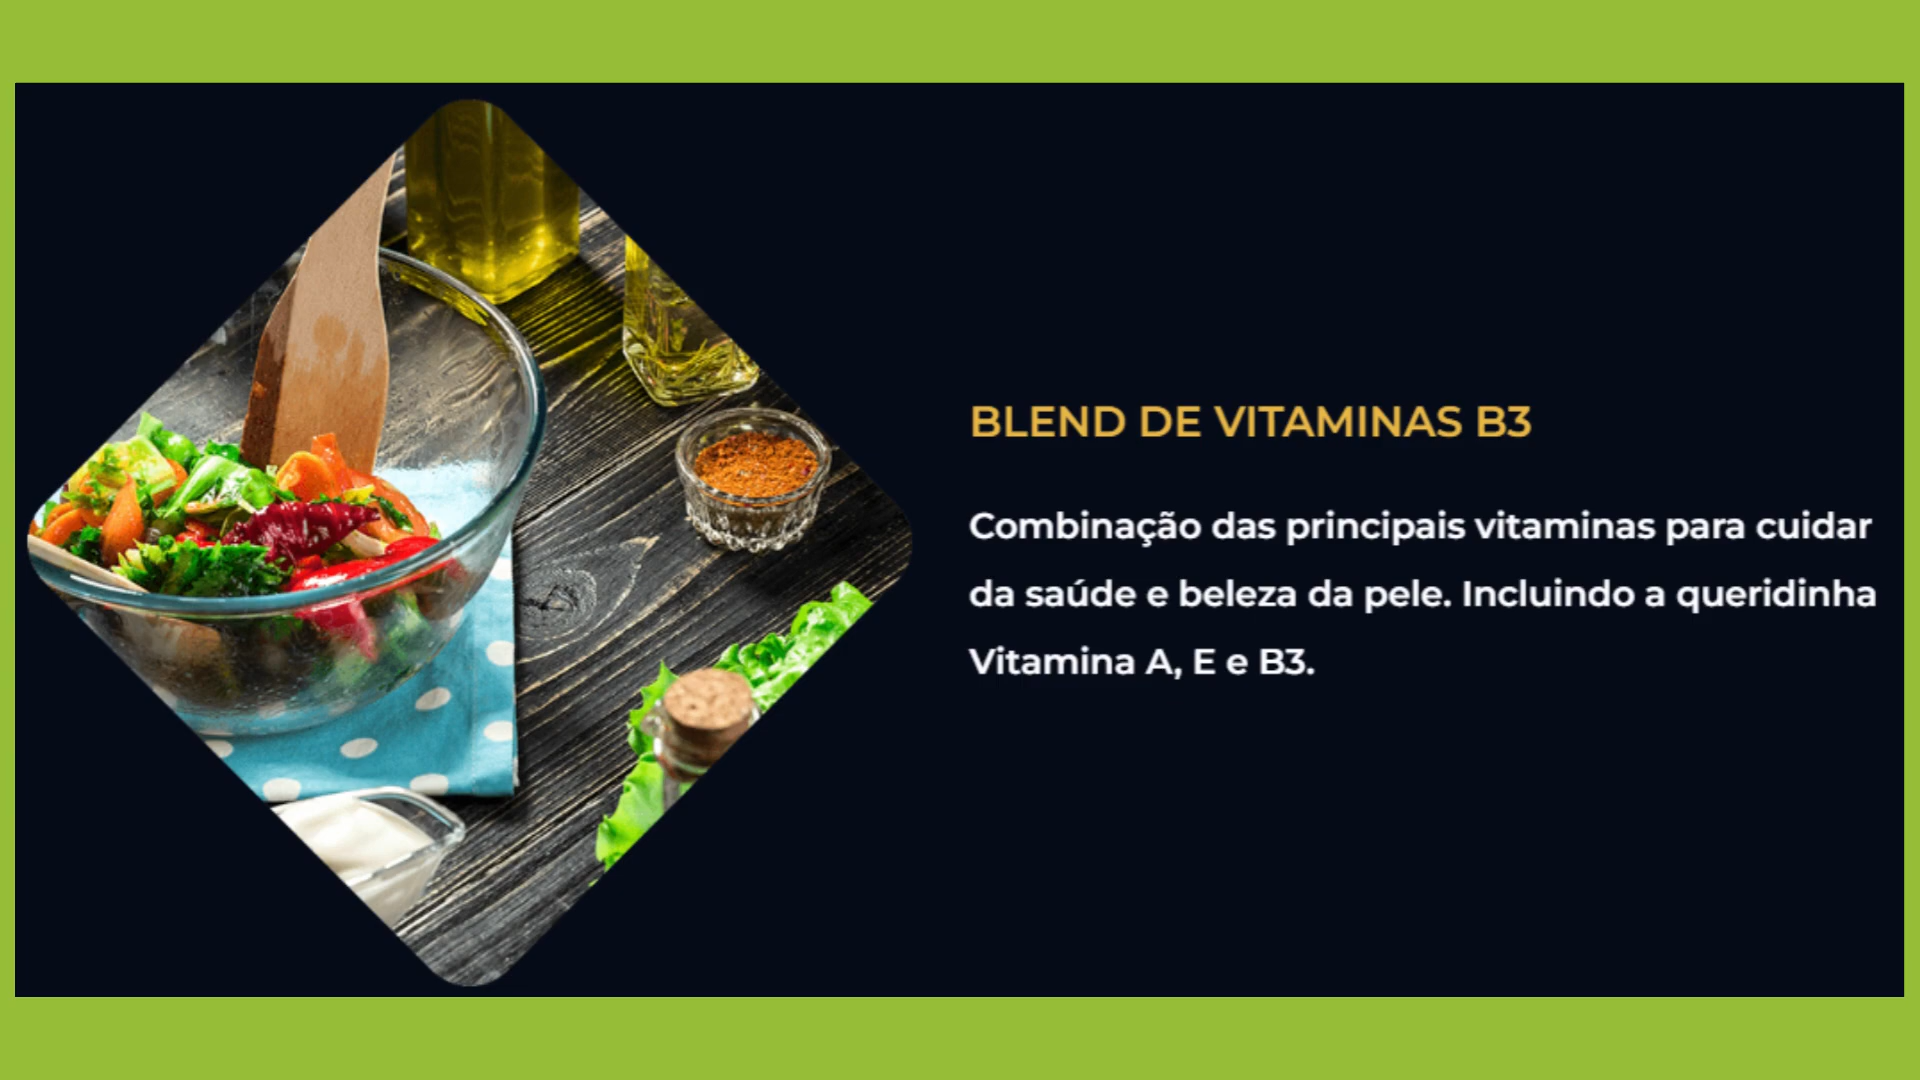 BLEND DE VITAMINAS B3
Combinação das principais vitaminas para cuidar
da saúde e beleza da pele. Incluindo a queridinha
Vitamina A, E e B3.